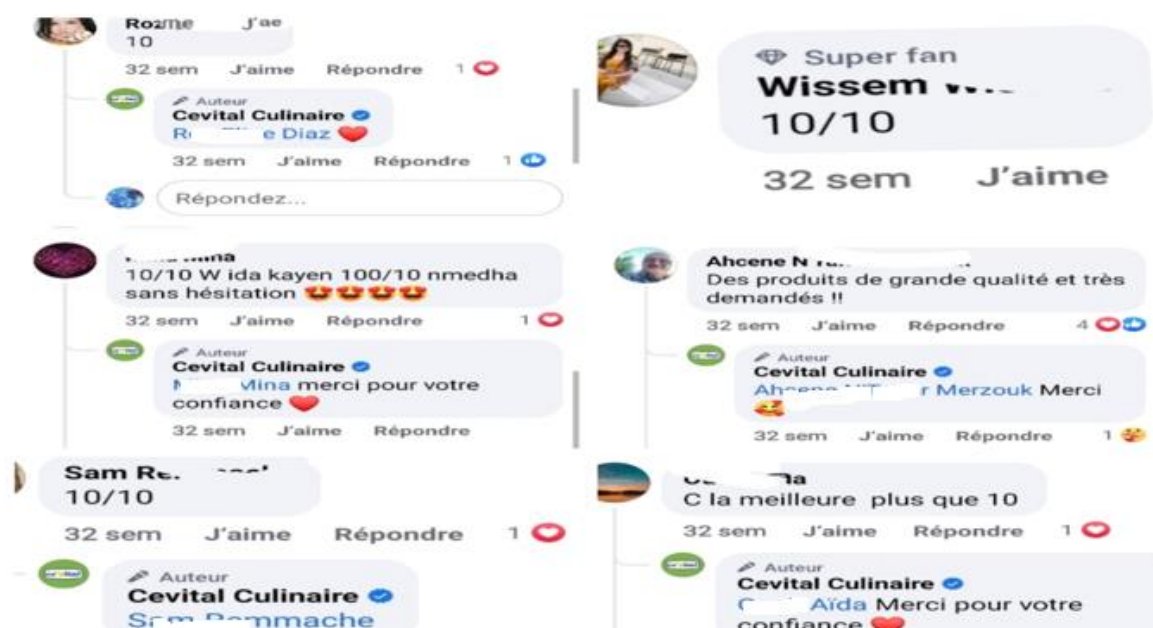 10
32 sem J'aime Répondre 1
Auteur
Cevital Culinaire
e Diaz
32 sem J'aime Répondre 1
Répondez...
Super fan
Wissem
10/10
32 sem J'aime
10/10 W ida kayen 100/10 nmedha
sans hésitation
32 sem J'aime Répondre 1
Auteur
Cevital Culinaire
Mina merci pour votre
confiance
32 sem J'aime Répondre
Ahcene N
Des produits de grande qualité et très
demandés !!
32 sem J'aime Répondre 4
Auteur
Cevital Culinaire
r Merzouk Merci
32 sem J'aime Répondre 1
Sam
10/10
32 sem J'aime Répondre 1
Auteur
Cevital Culinaire
C la meilleure plus que 10
32 sem J'aime Répondre 1
Auteur
Cevital Culinaire
Aïda Merci pour votre
confiance